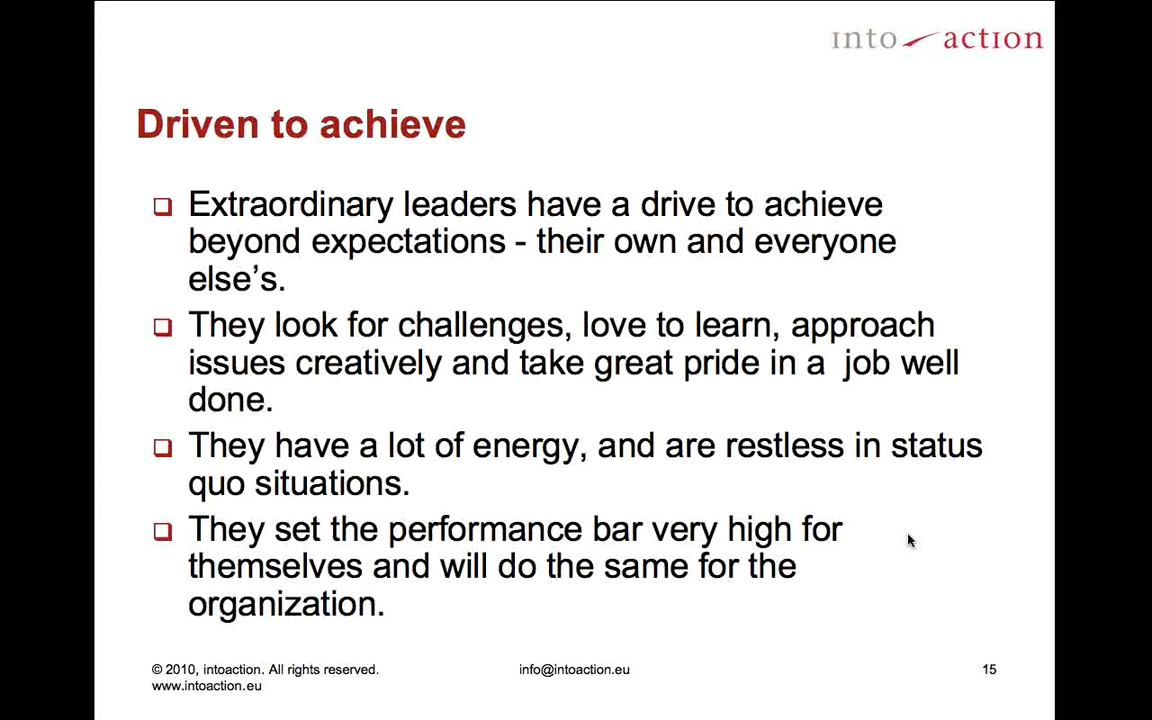 into action
Driven to achieve
Extraordinary leaders have a drive to achieve
beyond expectations - their own and everyone
else’s.
They look for challenges, love to learn, approach
issues creatively and take great pride in a  job well
done.
They have a lot of energy, and are restless in status
quo situations.
They set the performance bar very high for
themselves and will do the same for the
organization.
© 2010, intoaction. All rights reserved. info@intoaction.eu 15
www.intoaction.eu